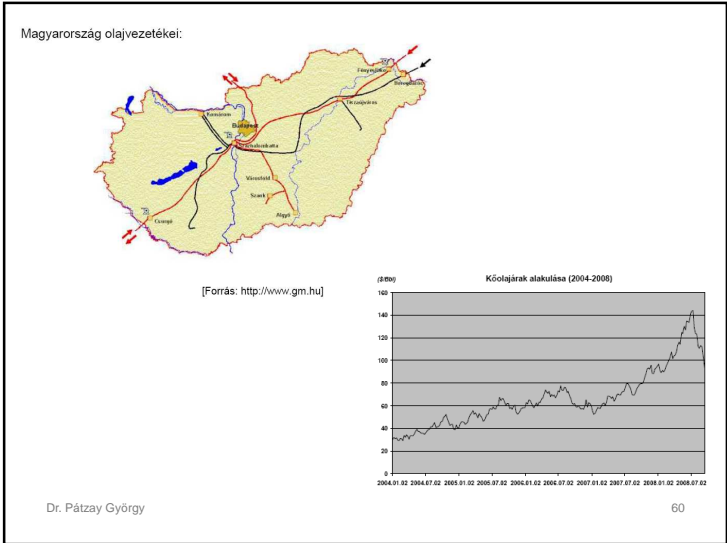 Magyarország olajvezetékei:
Fényeslitke
Tiszaújváros
Komárom
Budapest
Százhalombatta
Városföld
Szank
Algyő
Csurgó
[Forrás: http://www.gm.hu]
($/Bbl)
Kőolajárak alakulása (2004-2008)
160
140
120
100
80
60
40
20
0
2004.01.02 2004.07.02 2005.01.02 2005.07.02 2006.01.02 2006.07.02 2007.01.02 2007.07.02 2008.01.02 2008.07.02
Dr. Pátzay György
60